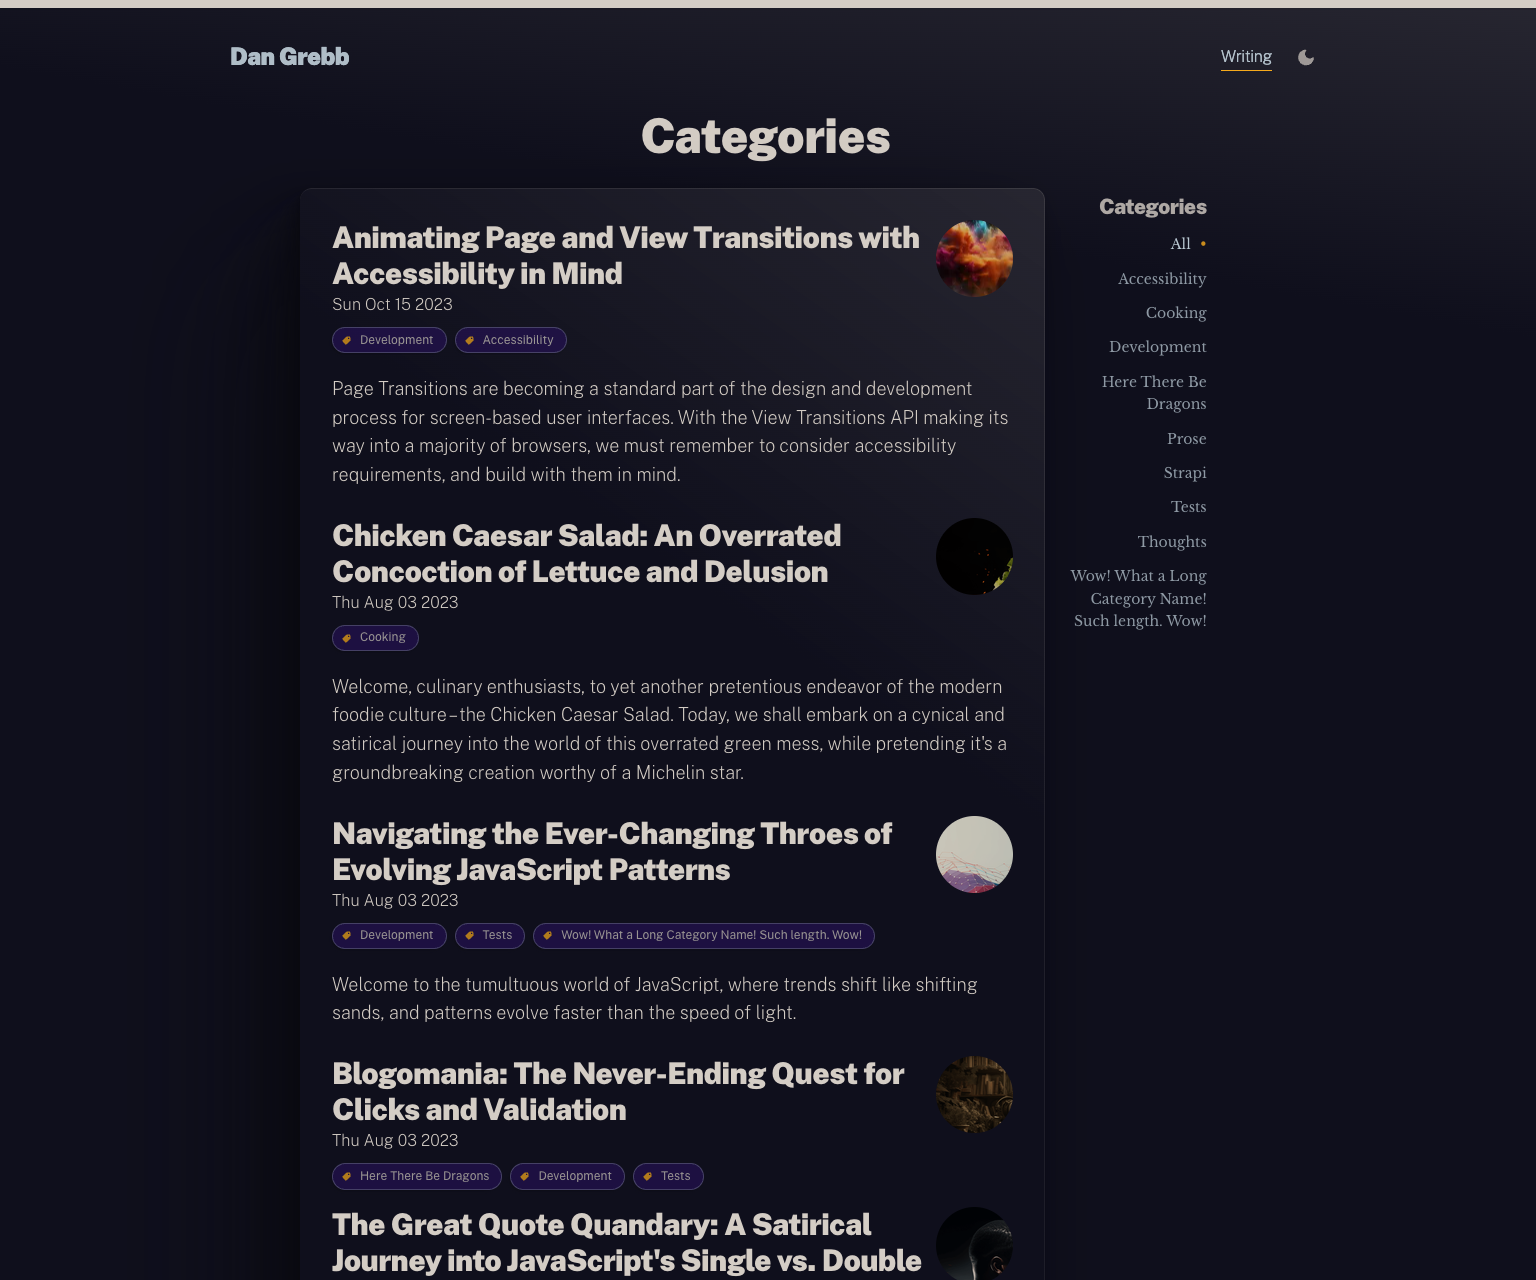 Dan Grebb
Writing
Categories
Animating Page and View Transitions with
Accessibility in Mind
Sun Oct 15 2023
Development
Accessibility
Page Transitions are becoming a standard part of the design and development
process for screen-based user interfaces. With the View Transitions API making its
way into a majority of browsers, we must remember to consider accessibility
requirements, and build with them in mind.
Chicken Caesar Salad: An Overrated
Concoction of Lettuce and Delusion
Thu Aug 03 2023
Cooking
Welcome, culinary enthusiasts, to yet another pretentious endeavor of the modern
foodie culture – the Chicken Caesar Salad. Today, we shall embark on a cynical and
satirical journey into the world of this overrated green mess, while pretending it's a
groundbreaking creation worthy of a Michelin star.
Navigating the Ever-Changing Throes of
Evolving JavaScript Patterns
Thu Aug 03 2023
Development
Tests
Wow! What a Long Category Name! Such length. Wow!
Welcome to the tumultuous world of JavaScript, where trends shift like shifting
sands, and patterns evolve faster than the speed of light.
Blogomania: The Never-Ending Quest for
Clicks and Validation
Thu Aug 03 2023
Here There Be Dragons
Development
Tests
The Great Quote Quandary: A Satirical
Journey into JavaScript's Single vs. Double
Categories
All •
Accessibility
Cooking
Development
Here There Be
Dragons
Prose
Strapi
Tests
Thoughts
Wow! What a Long
Category Name!
Such length. Wow!